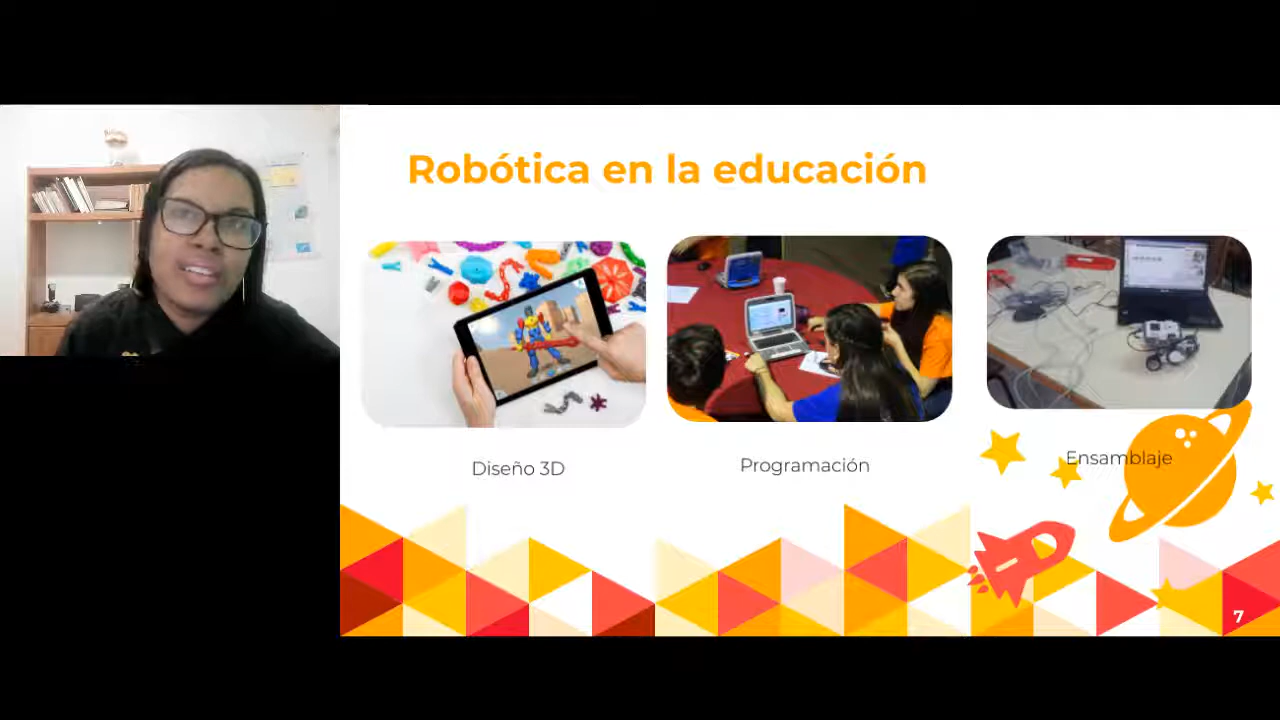 Robótica en la educación
Diseño 3D
Programación
Ensamblaje
7